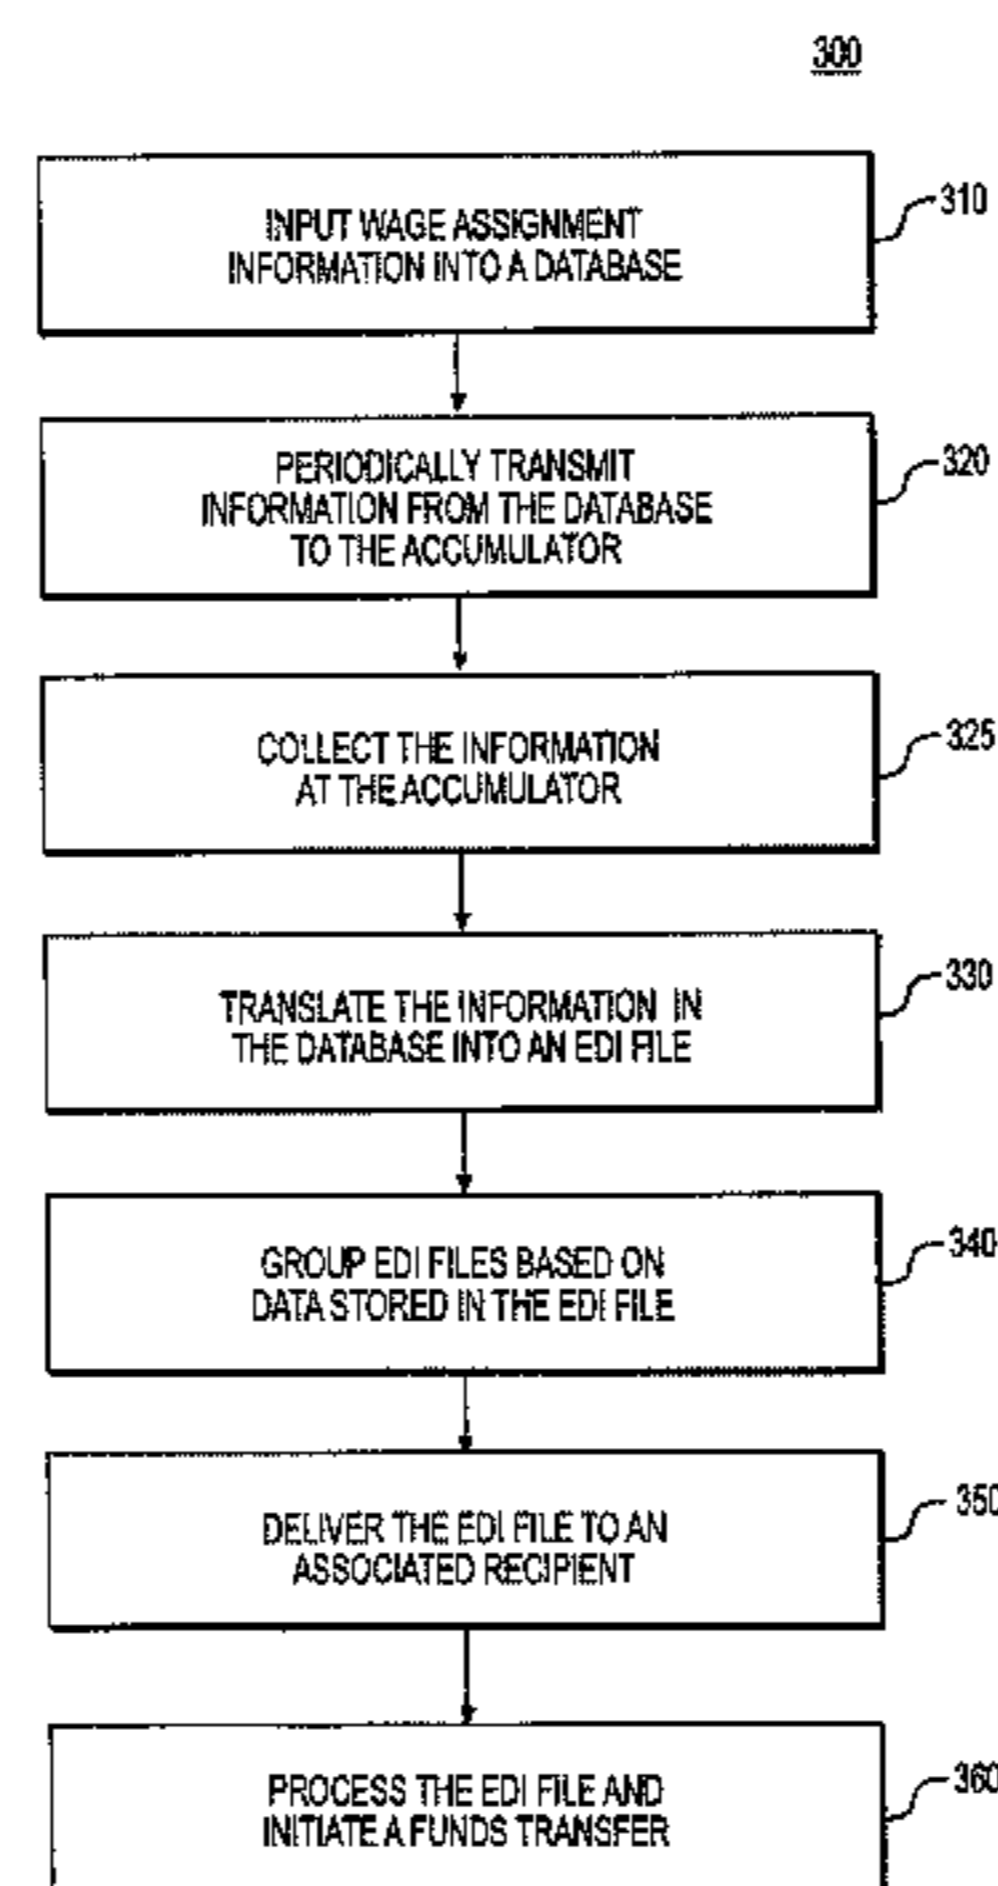 300
INPUT WAGE ASSIGNMENT
INFORMATION INTO A DATABASE
310
PERIODICALLY TRANSMIT
INFORMATION FROM THE DATABASE
TO THE ACCUMULATOR
320
COLLECT THE INFORMATION
AT THE ACCUMULATOR
325
TRANSLATE THE INFORMATION IN
THE DATABASE INTO AN EDI FILE
330
GROUP EDI FILES BASED ON
DATA STORED IN THE EDI FILE
340
DELIVER THE EDI FILE TO AN
ASSOCIATED RECIPIENT
350
PROCESS THE EDI FILE AND
INITIATE A FUNDS TRANSFER
360